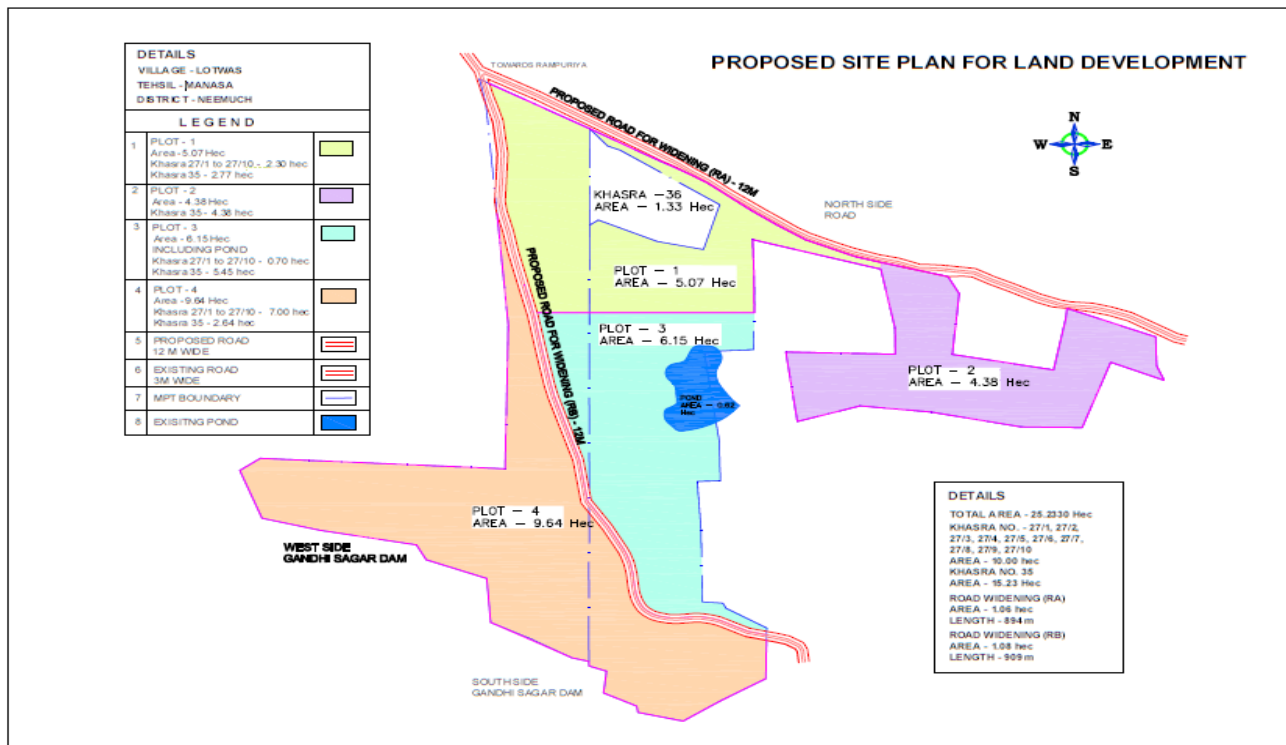 PROPOSED SITE PLAN FOR LAND DEVELOPMENT
DETAILS
VILLAGE - LOTWAS
TEHSIL - MANASA
DISTRICT - NEEMUCH
LEGEND
1 PLOT - 1
Area -5.07 Hec
Khasra 27/1 to 27/10 - 2.30 hec
Khasra 35 - 2.77 hec
2 PLOT - 2
Area - 4.38 Hec
Khasra 35 - 4.38 hec
3 PLOT - 3
Area - 6.15 Hec
INCLUDING POND
Khasra 27/1 to 27/10 - 0.70 hec
Khasra 35 - 5.45 hec
4 PLOT - 4
Area - 9.64 Hec
Khasra 27/1 to 27/10 - 7.00 hec
Khasra 35 - 2.64 hec
5 PROPOSED ROAD
12 M WIDE
6 EXISTING ROAD
3M WIDE
7 MPT BOUNDARY
8 EXISITNG POND
TOWARDS RAMPURIYA
PROPOSED ROAD FOR WIDENING (RA) - 12M
N
W E
S
NORTH SIDE
ROAD
KHASRA - 36
AREA - 1.33 Hec
PROPOSED ROAD FOR WIDENING (RB) - 12M
PLOT - 1
AREA - 5.07 Hec
PLOT - 3
AREA - 6.15 Hec
PLOT - 2
AREA - 4.38 Hec
POND
AREA - 0.62
Hec
PLOT - 4
AREA - 9.64 Hec
WEST SIDE
GANDHI SAGAR DAM
SOUTH SIDE
GANDHI SAGAR DAM
DETAILS
TOTAL AREA - 25.2330 Hec
KHASRA NO. - 27/1, 27/2,
27/3, 27/4, 27/5, 27/6, 27/7,
27/8, 27/9, 27/10
AREA - 10.00 hec
KHASRA NO. 35
AREA - 15.23 Hec
ROAD WIDENING (RA)
AREA - 1.06 hec
LENGTH - 894 m
ROAD WIDENING (RB)
AREA - 1.08 hec
LENGTH - 909 m